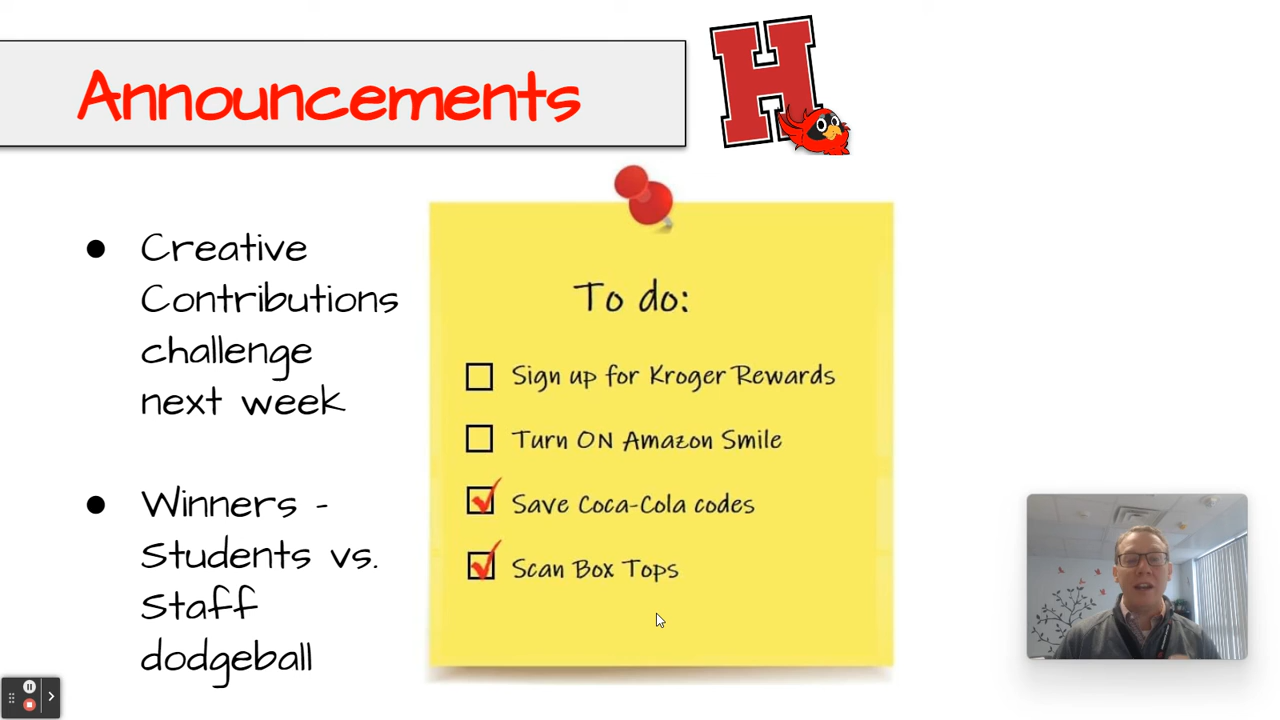 Announcements
H
Creative
Contributions
challenge
next week
Winners -
Students vs.
Staff
dodgeball
To do:
Sign up for Kroger Rewards
Turn ON Amazon Smile
Save Coca-Cola codes
Scan Box Tops